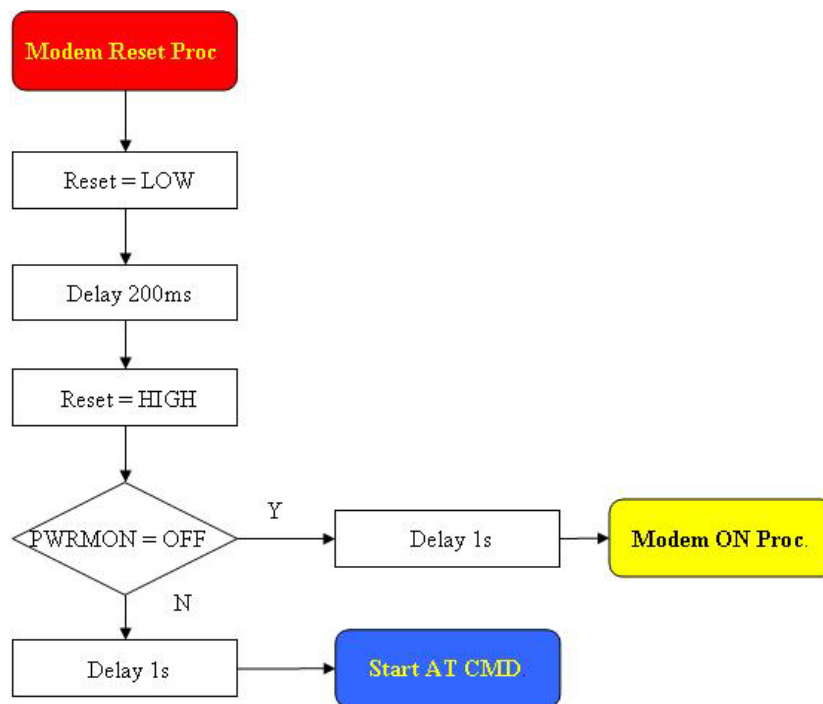 Modem Reset Proc.
Reset = LOW
Delay 200ms
Reset = HIGH
PWRMON = OFF
Y
Delay 1s
Modem ON Proc.
N
Delay 1s
Start AT CMD.